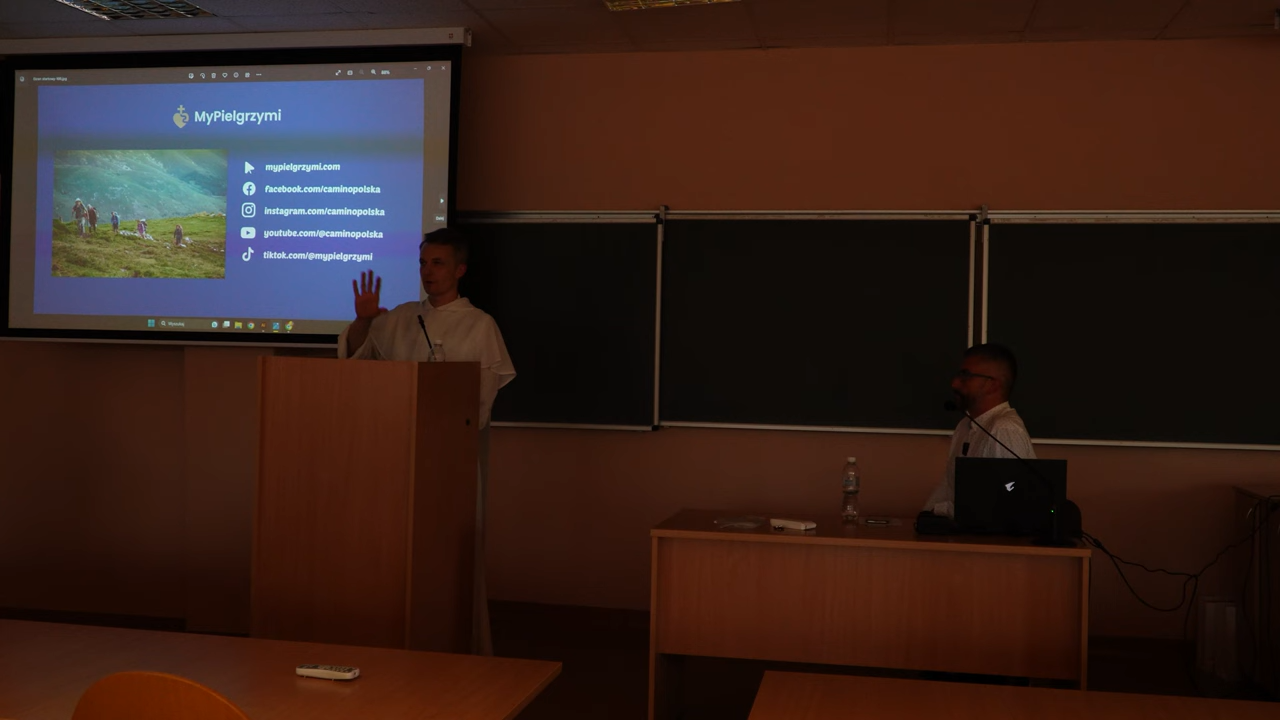 MyPielgrzymi
mypielgrzymi.com
facebook.com/caminopolska
instagram.com/caminopolska
youtube.com/@caminopolska
tiktok.com/@mypielgrzymi